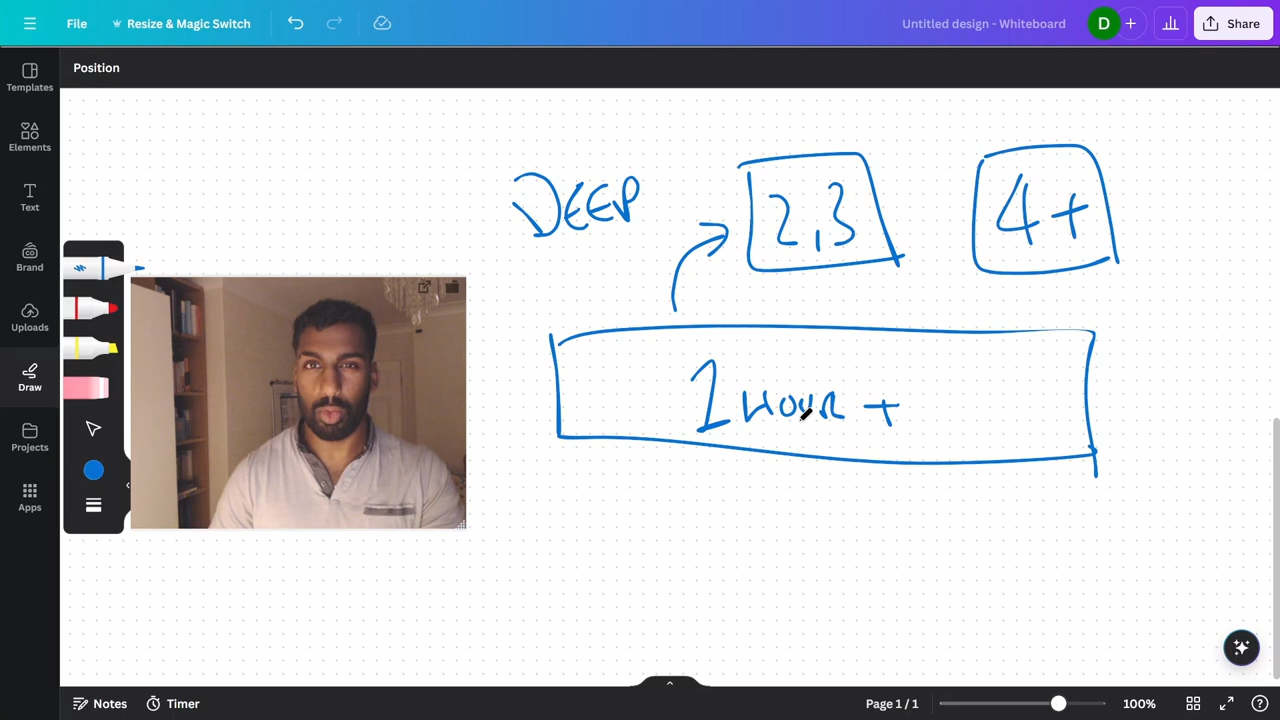 File
Resize & Magic Switch
Untitled design - Whiteboard
D
+
Share
Position
Templates
Elements
Text
Brand
Uploads
Draw
Projects
Apps
DEEP
2,3
4+
1 HOUR +
Notes
Timer
Page 1 / 1
100%